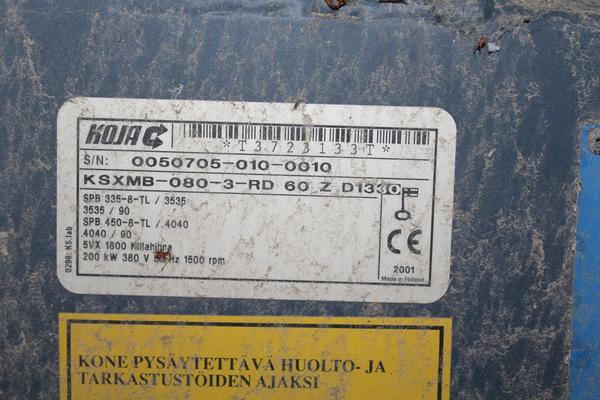 KOJA
*T3723133T*
S/N: 0050705-010-0010
KSXMB-080-3-RD 60 Z D1330
SPB 335-8-TL / 3535
3535 / 90
SPB 450-8-TL / 4040
4040 / 90
5VX 1800 Kiilahihna
200 kW 380 V 50 Hz 1500 rpm
CE
2001
Made in Finland
0298: KS.lab
KONE PYSÄYTETTÄVÄ HUOLTO- JA
TARKASTUSTÖIDEN AJAKSI